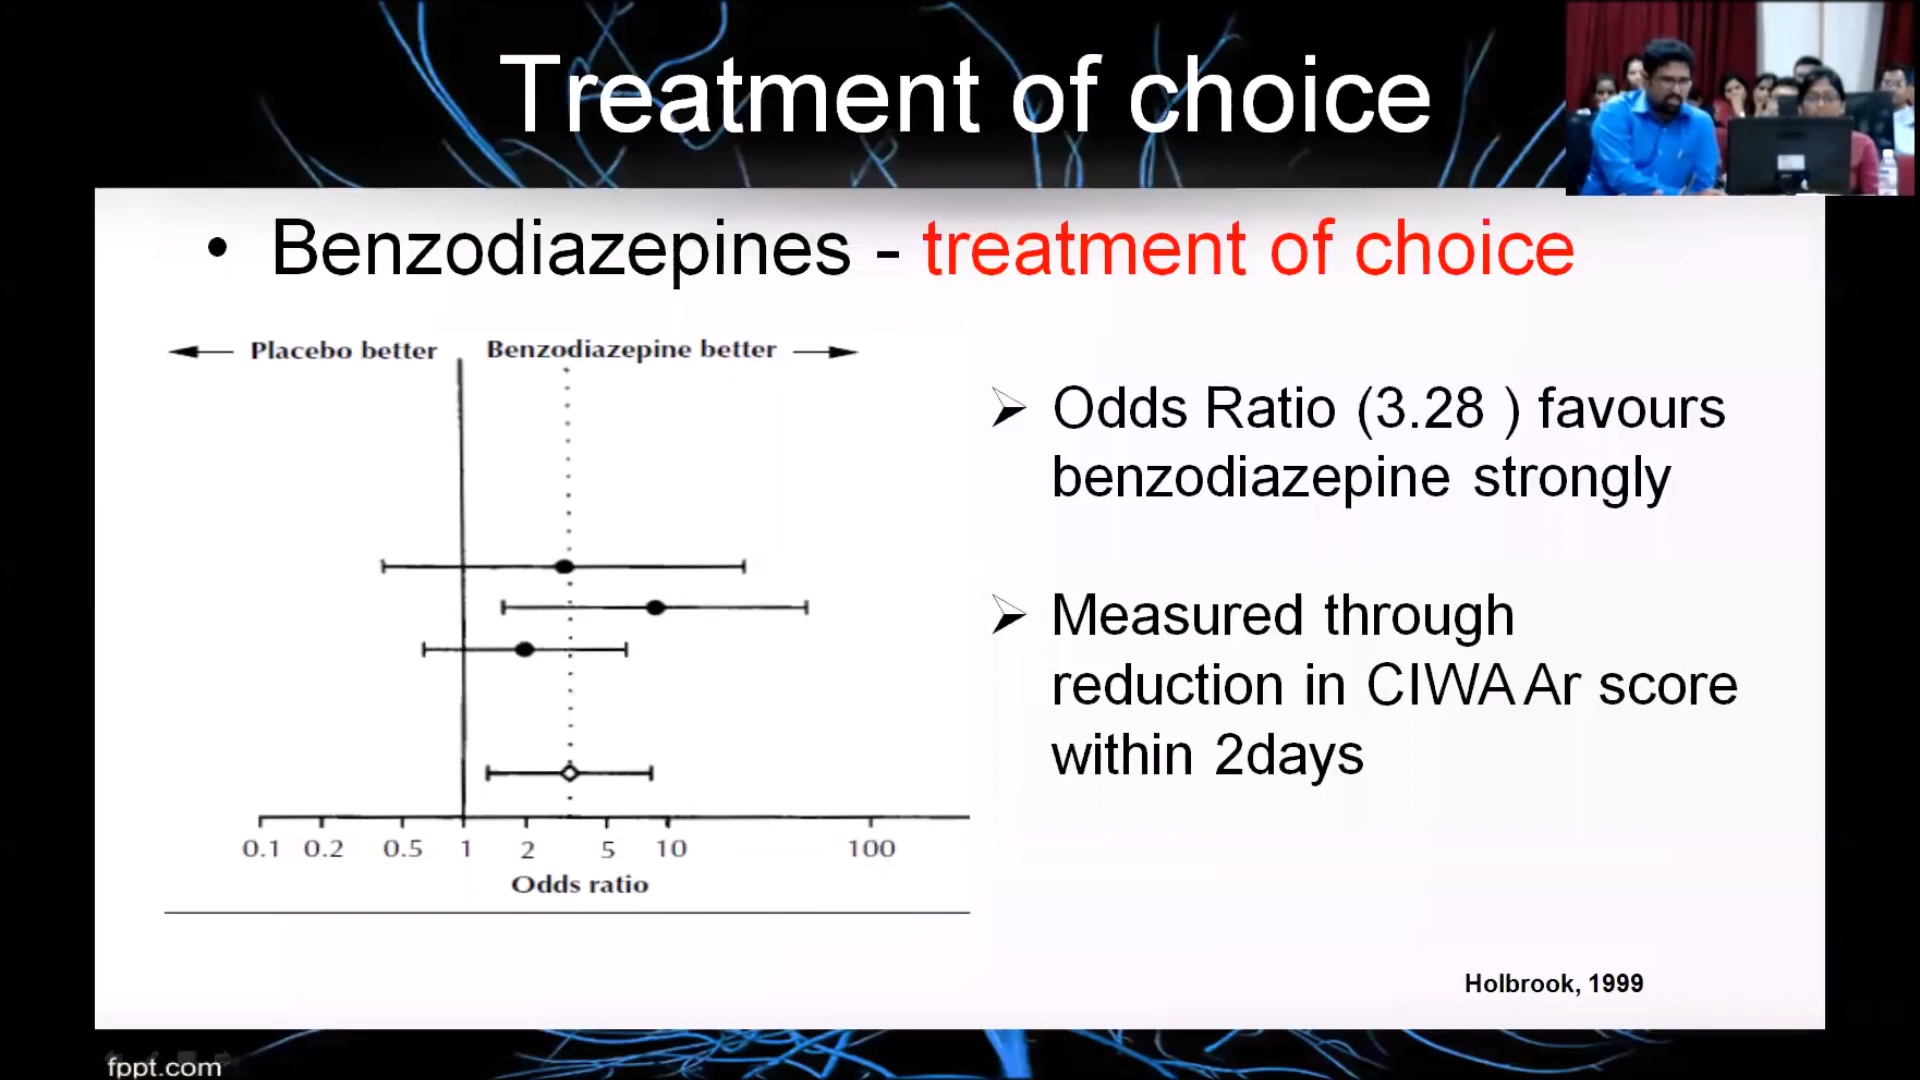 Treatment of choice
• Benzodiazepines - treatment of choice
Placebo better
Benzodiazepine better
0.1 0.2 0.5 1 2 5 10 100
Odds ratio
Odds Ratio (3.28 ) favours
benzodiazepine strongly
Measured through
reduction in CIWA Ar score
within 2days
Holbrook, 1999
fppt.com